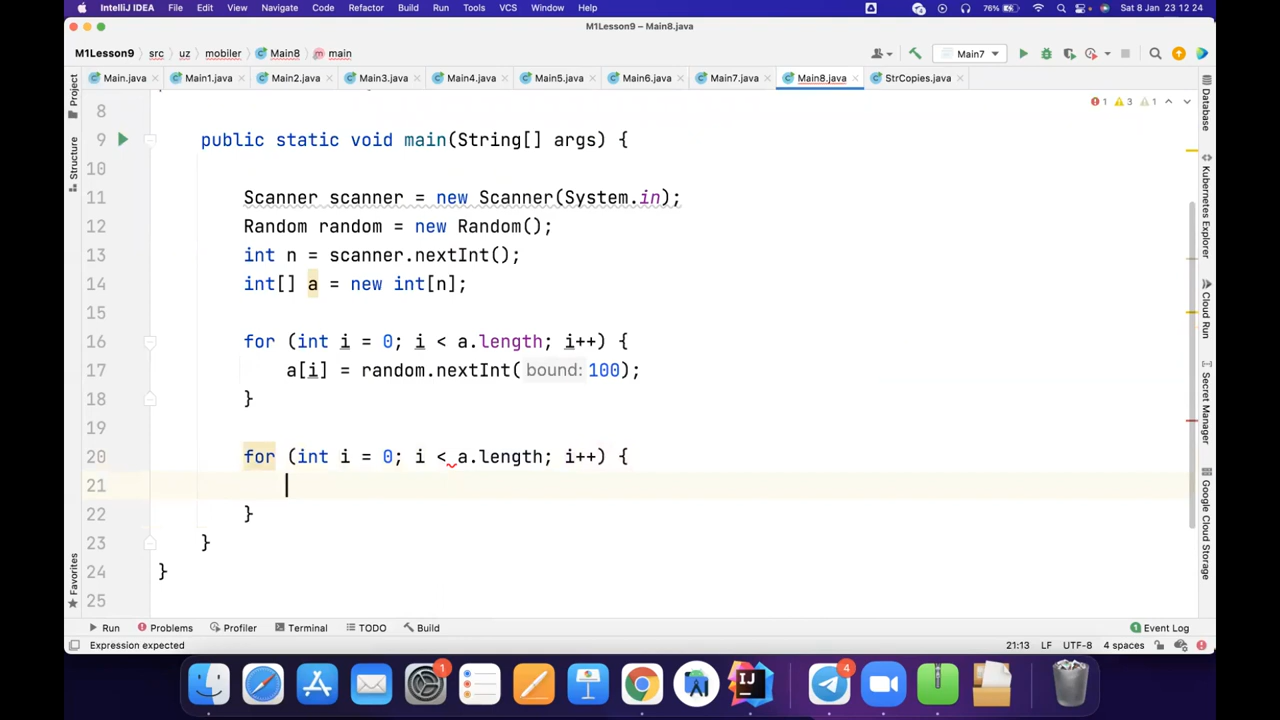 IntelliJ IDEA File Edit View Navigate Code Refactor Build Run Tools VCS Window Help 76% Sat 8 Jan 23 12 24
M1Lesson9 – Main8.java
M1Lesson9 src uz mobiler Main8 main Main7
Main.java Main1.java Main2.java Main3.java Main4.java Main5.java Main6.java Main7.java Main8.java StrCopies.java
8 1 3 1
9 public static void main(String[] args) {
10
11 Scanner scanner = new Scanner(System.in);
12 Random random = new Random();
13 int n = scanner.nextInt();
14 int[] a = new int[n];
15
16 for (int i = 0; i < a.length; i++) {
17 a[i] = random.nextInt( bound: 100);
18 }
19
20 for (int i = 0; i < a.length; i++) {
21
22 }
23 }
24 }
25
Project
Structure
Favorites
Database
Kubernetes Explorer
Cloud Run
Secret Manager
Google Cloud Storage
Run Problems Profiler Terminal TODO Build Event Log
Expression expected 21:13 LF UTF-8 4 spaces
1 4
IJ